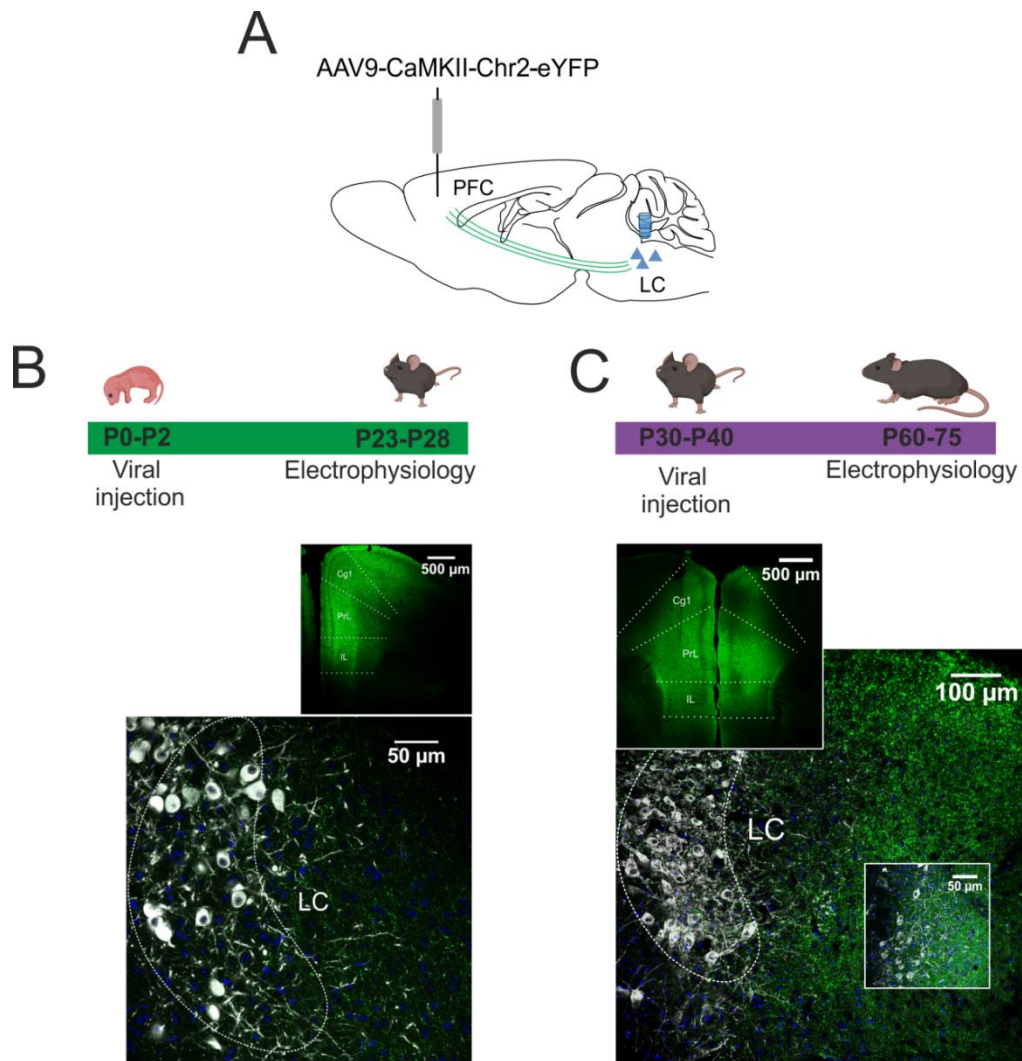 A
AAV9-CaMKII-Chr2-eYFP
PFC
LC
B
P0-P2
P23-P28
Viral
injection
Electrophysiology
500 µm
Cg1
PrL
IL
50 µm
LC
C
P30-P40
P60-75
Viral
injection
Electrophysiology
500 µm
Cg1
PrL
IL
100 µm
LC
50 µm